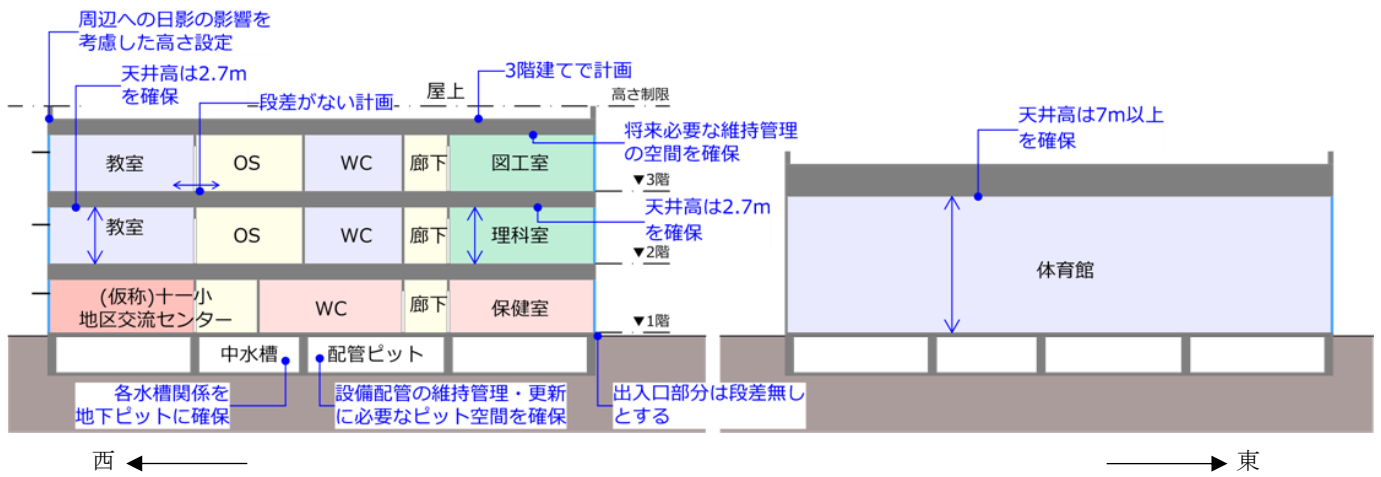 周辺への日影の影響を
考慮した高さ設定
天井高は2.7m
を確保
段差がない計画
屋上
3階建てで計画
高さ制限
天井高は7m以上
を確保
将来必要な維持管理
の空間を確保
教室
OS
WC
廊下
図工室
▼3階
天井高は2.7m
を確保
教室
OS
WC
廊下
理科室
▼2階
体育館
(仮称)十一小
地区交流センター
WC
廊下
保健室
▼1階
中水槽
配管ピット
各水槽関係を
地下ピットに確保
設備配管の維持管理・更新
に必要なピット空間を確保
出入口部分は段差無し
とする
西
東